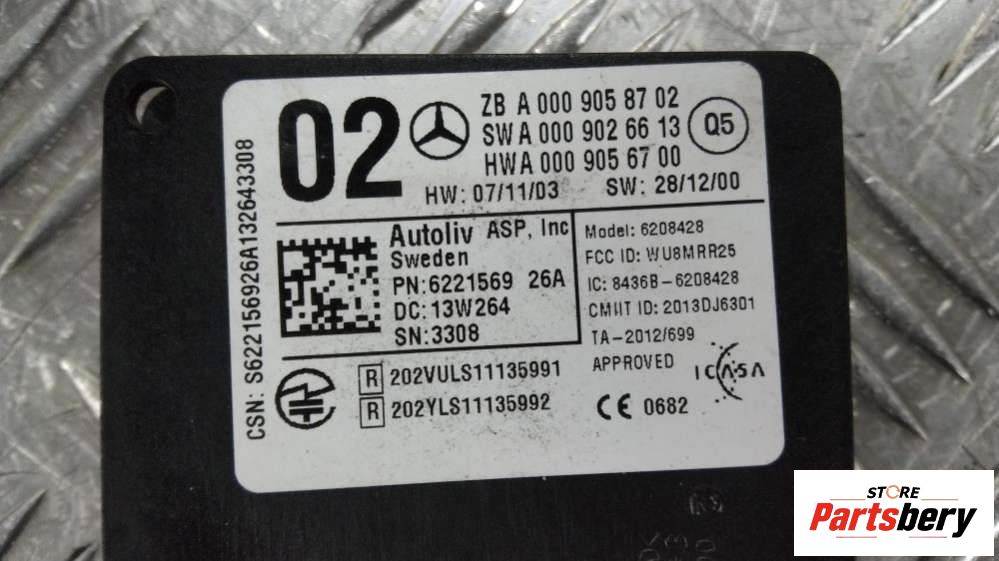 02
ZB A 000 905 87 02
SW A 000 902 66 13
HW A 000 905 67 00
Q5
HW: 07/11/03 SW: 28/12/00
CSN: S622156926A132643308
Autoliv ASP, Inc
Sweden
PN:6221569 26A
DC:13W264
SN:3308
Model: 6208428
FCC ID: WU8MRR25
IC: 8436B-6208428
CMIIT ID: 2013DJ6301
TA-2012/699
APPROVED
ICASA
R 202VULS11135991
R 202YLS11135992
CE 0682
STORE
Partsbery